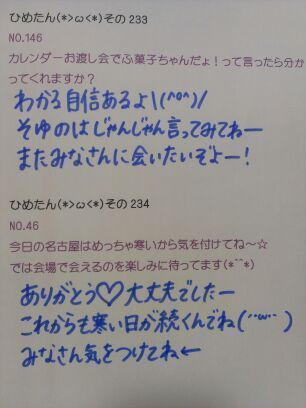 ひめたん(*>ω<*)その233
NO.146
カレンダーお渡し会でふ菓子ちゃんだょ！って言ったら分か
ってくれますか？
わかる自信あるよ\(^o^)/
そゆのはじゃんじゃん言ってみてねー
またみなさんに会いたいぞよー！
ひめたん(*>ω<*)その234
NO.46
今日の名古屋はめっちゃ寒いから気を付けてね～☆
では会場で会えるのを楽しみに待ってます(*^^*)
ありがとう♡大丈夫でしたー
これからも寒い日が続くんでね(¨ω¨)
みなさん気をつけてね←